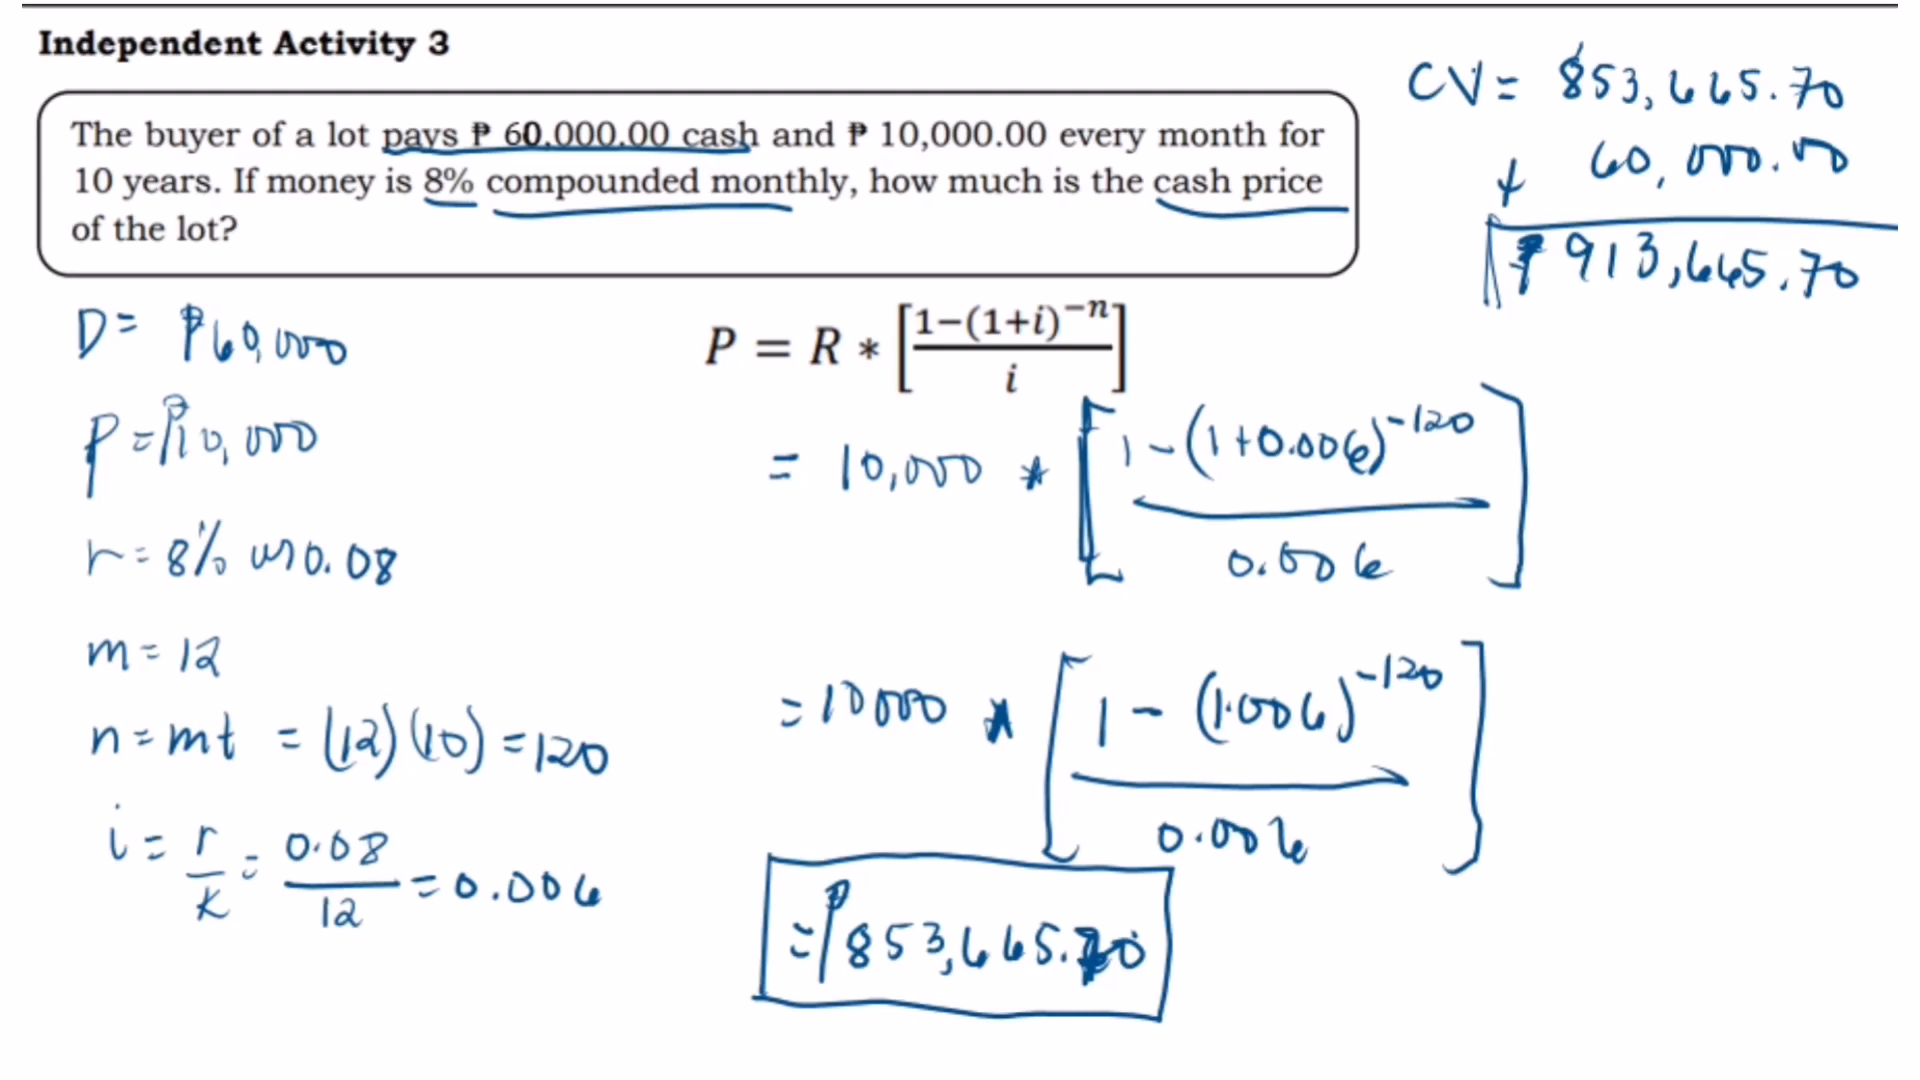 Independent Activity 3
The buyer of a lot pays ₱ 60,000.00 cash and ₱ 10,000.00 every month for
10 years. If money is 8% compounded monthly, how much is the cash price
of the lot?
CV = 853,665.70
+ 60,000.00
₱913,665.70
D = ₱60,000
P = ₱10,000
r = 8% or 0.08
m = 12
n = mt = (12)(10) = 120
i = r/k = 0.08/12 = 0.006
P = R * [1−(1+i)^−n / i]
= 10,000 * [1 - (1+0.006)^-120 / 0.006]
= 10000 * [1 - (1.006)^-120 / 0.006]
= ₱853,665.70